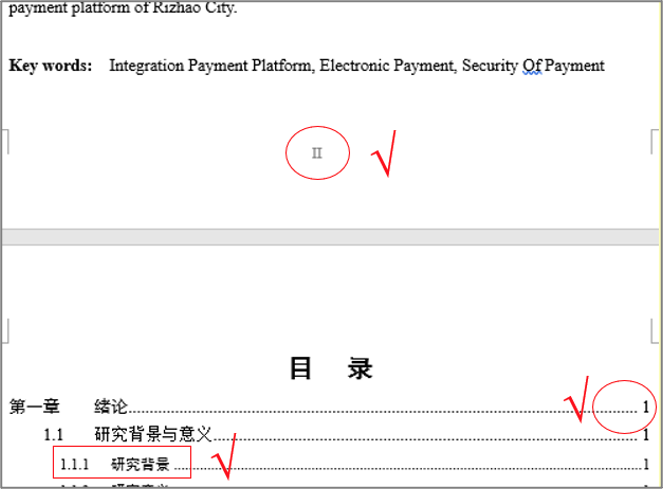 payment platform of Rizhao City.
Key words: Integration Payment Platform, Electronic Payment, Security Of Payment
II
目 录
第一章 绪论 1
1.1 研究背景与意义 1
1.1.1 研究背景 1